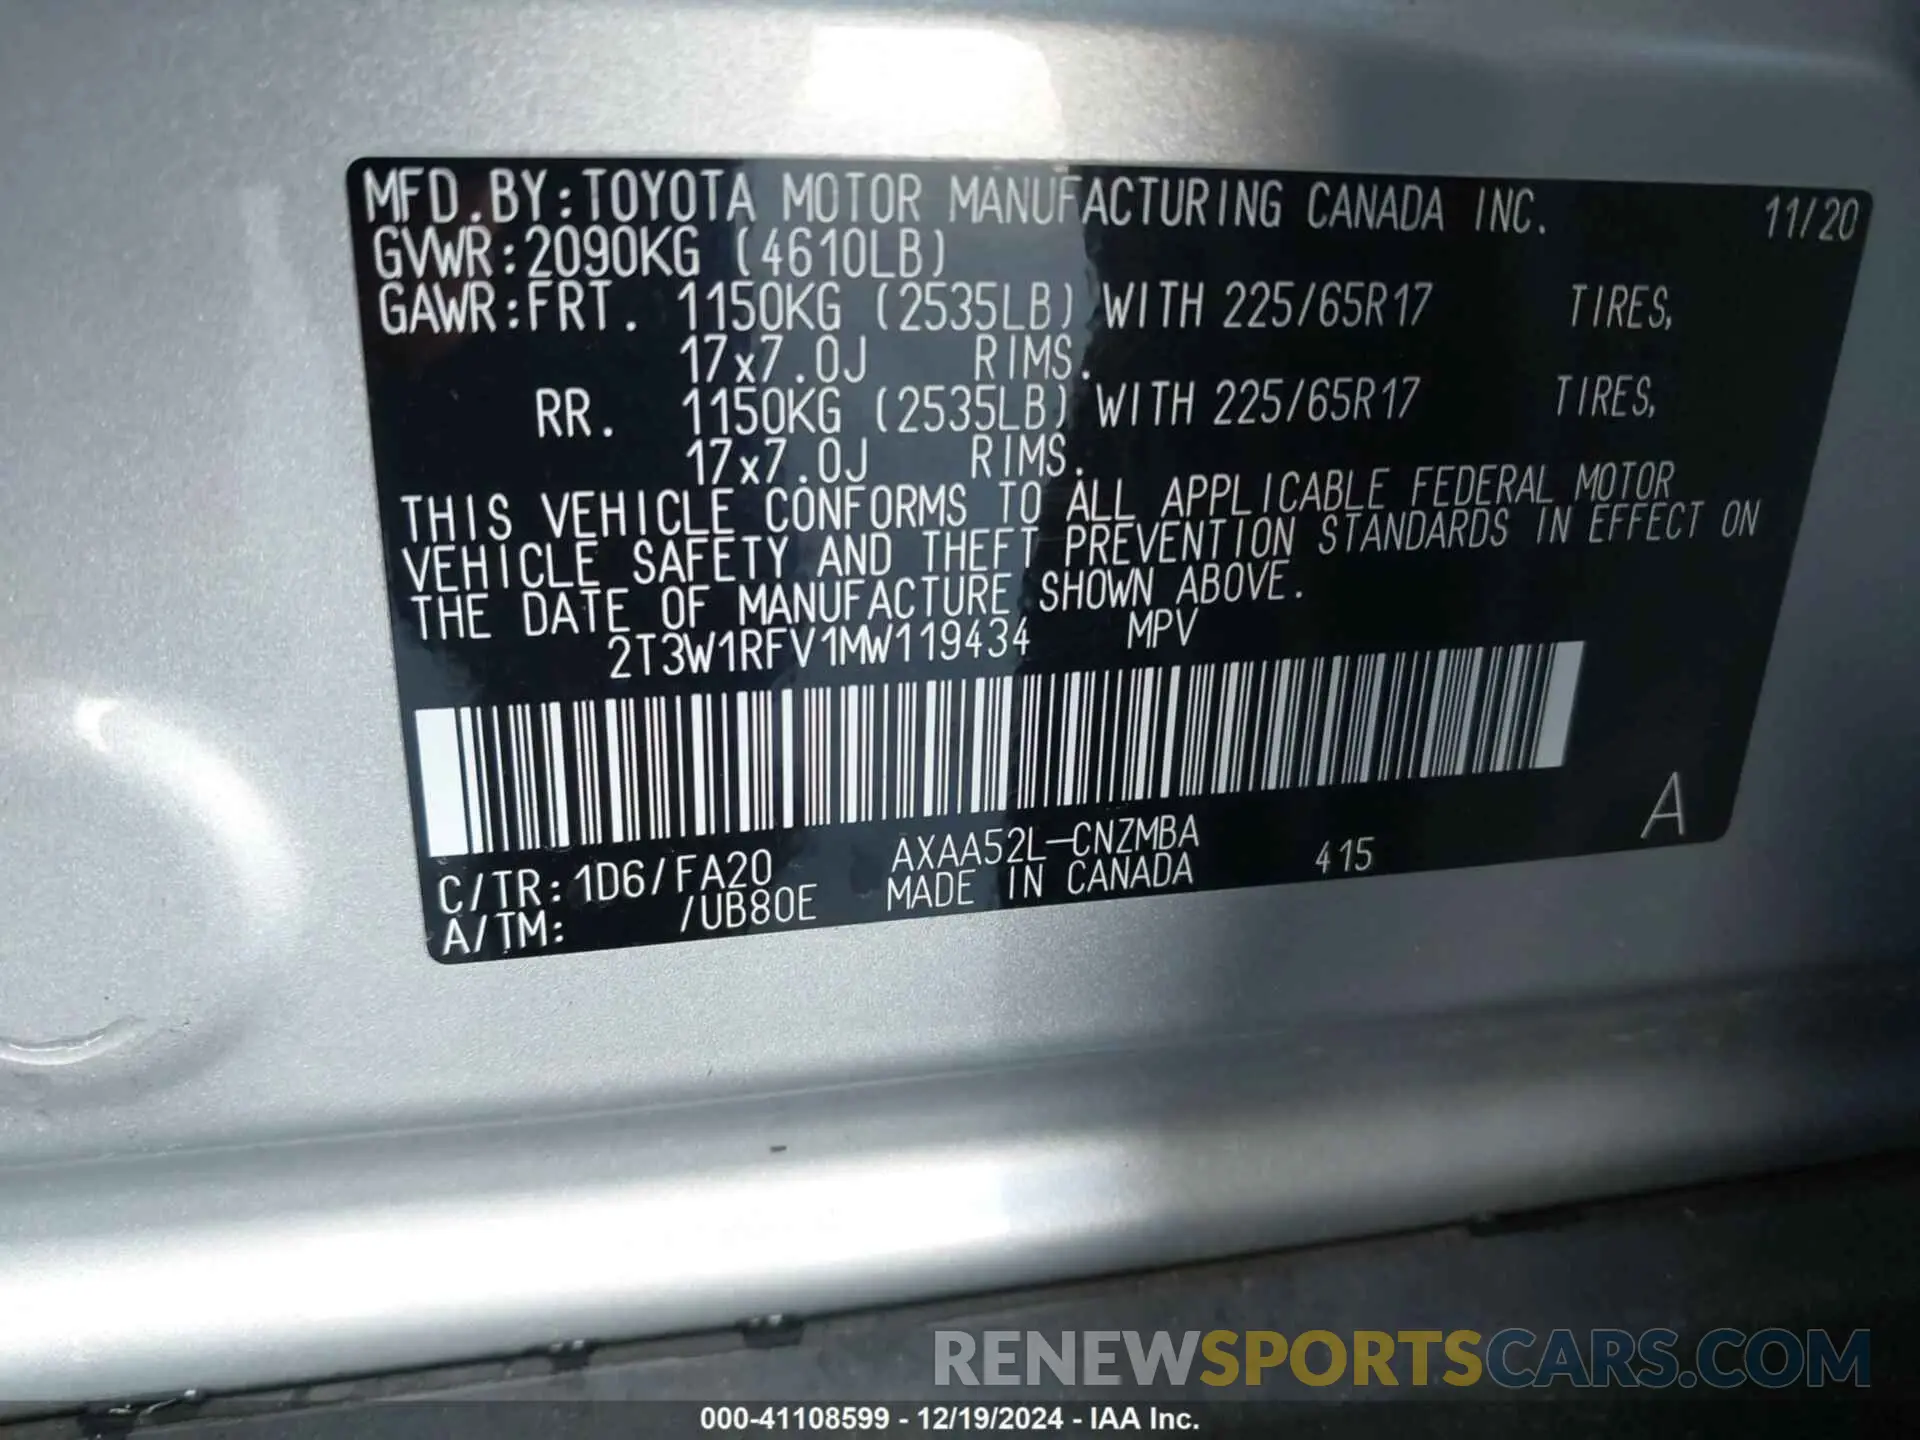 MFD.BY:TOYOTA MOTOR MANUFACTURING CANADA INC. 11/20
GVWR:2090KG (4610LB)
GAWR:FRT. 1150KG (2535LB) WITH 225/65R17 TIRES,
17x7.0J RIMS.
RR. 1150KG (2535LB) WITH 225/65R17 TIRES,
17x7.0J RIMS.
THIS VEHICLE CONFORMS TO ALL APPLICABLE FEDERAL MOTOR
VEHICLE SAFETY AND THEFT PREVENTION STANDARDS IN EFFECT ON
THE DATE OF MANUFACTURE SHOWN ABOVE.
2T3W1RFV1MW119434 MPV
A
C/TR:1D6/FA20 AXAA52L-CNZMBA 415
A/TM: /UB80E MADE IN CANADA
RENEWSPORTSCARS.COM
000-41108599 - 12/19/2024 - IAA Inc.